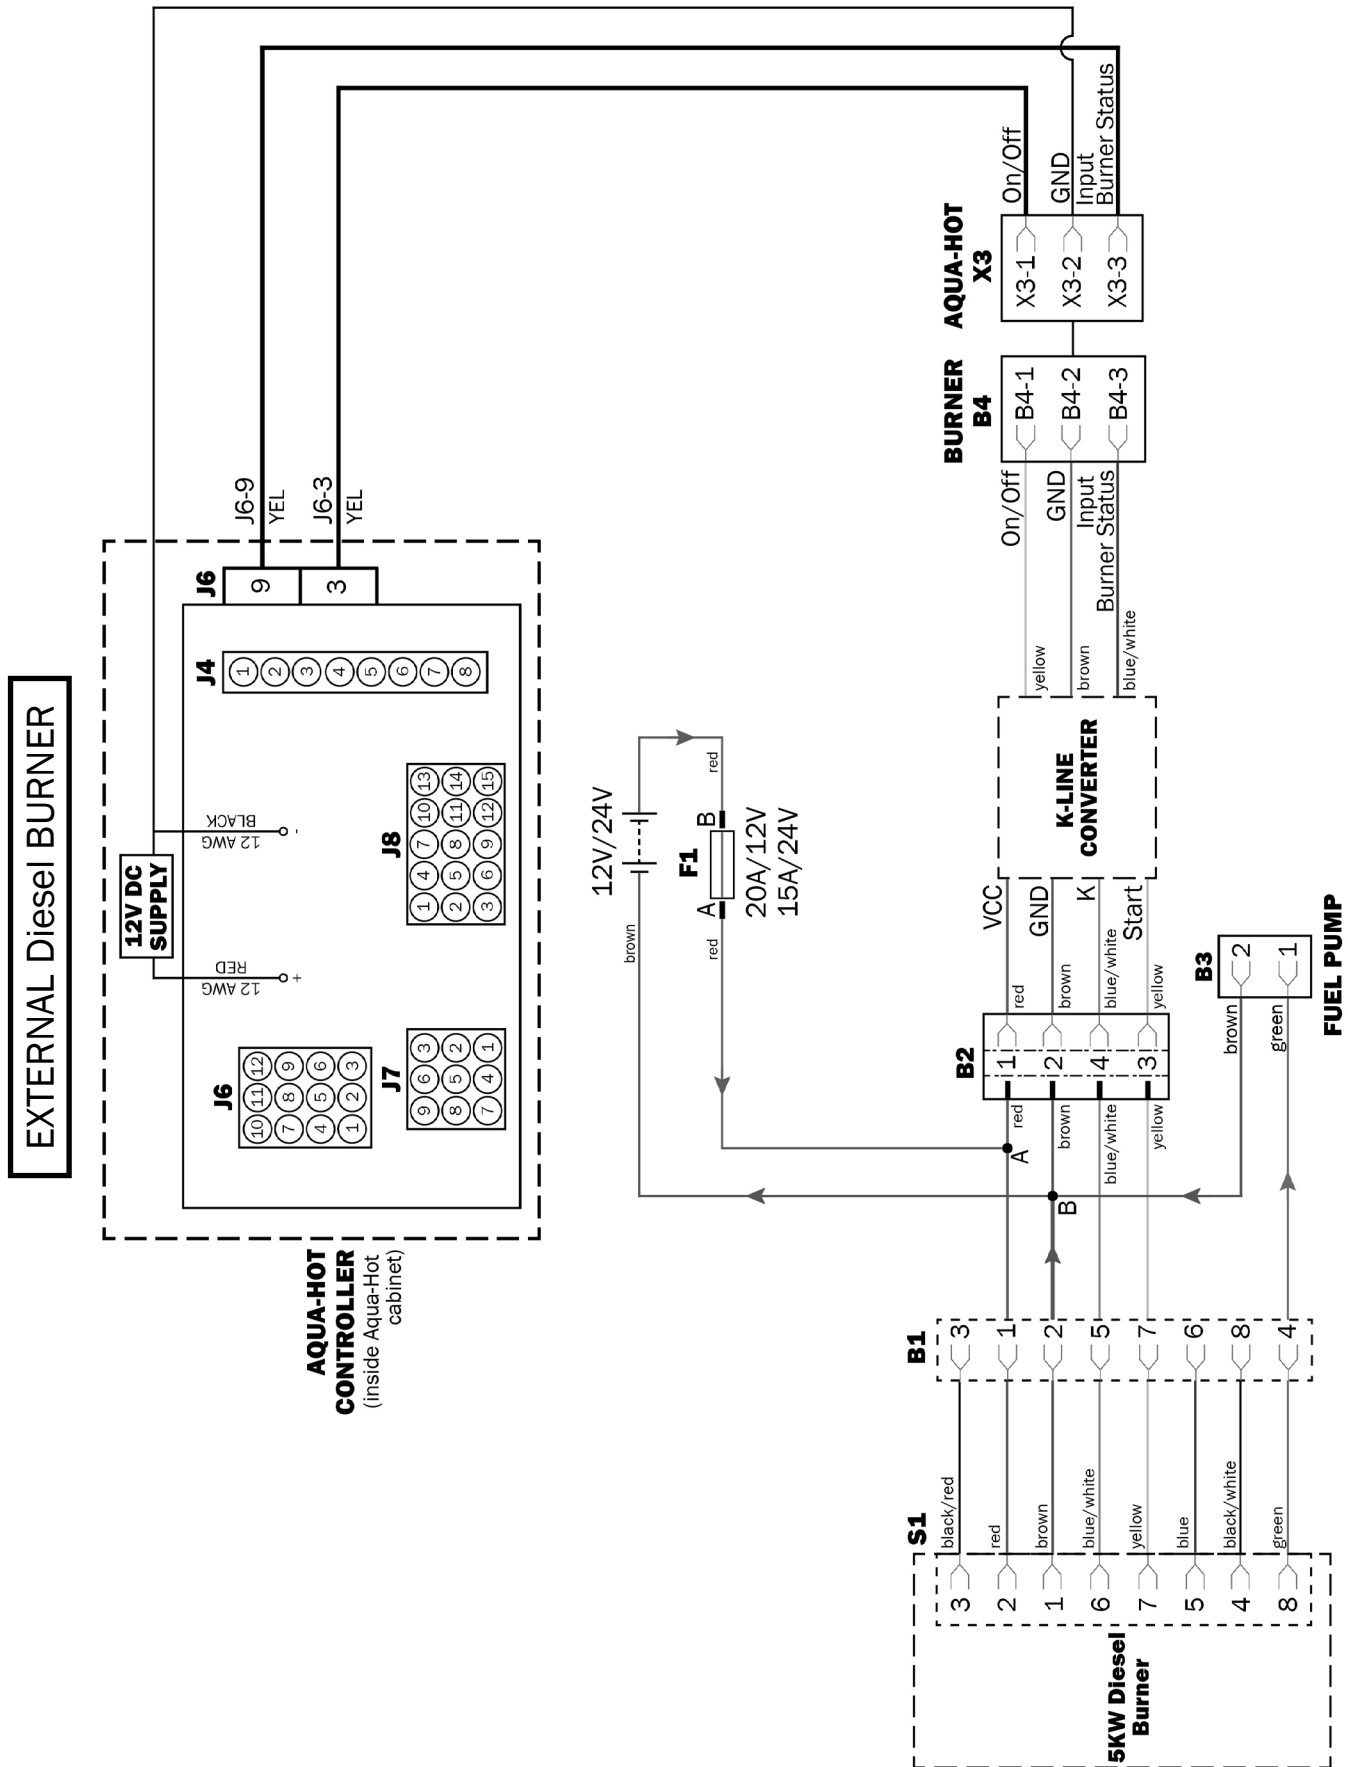 EXTERNAL Diesel BURNER
AQUA-HOT
CONTROLLER
(inside Aqua-Hot
cabinet)
12V DC
SUPPLY
RED
12 AWG
+
BLACK
12 AWG
-
J6
10 11 12
7 8 9
4 5 6
1 2 3
J7
9 6 3
8 5 2
7 4 1
J8
1 4 7 10 13
2 5 8 11 14
3 6 9 12 15
J4
1
2
3
4
5
6
7
8
J6
9
3
J6-9
YEL
J6-3
YEL
12V/24V
brown
red
A
F1
B
red
20A/12V
15A/24V
5KW Diesel
Burner
S1
3 black/red
2 red
1 brown
6 blue/white
7 yellow
5 blue
4 black/white
8 green
B1
3
1
2
5
7
6
8
4
A
B
red
brown
blue/white
yellow
B2
1
2
4
3
red
brown
blue/white
yellow
VCC
GND
K
Start
K-LINE
CONVERTER
yellow
brown
blue/white
On/Off
GND
Input
Burner Status
BURNER
B4
B4-1
B4-2
B4-3
AQUA-HOT
X3
X3-1
X3-2
X3-3
On/Off
GND
Input
Burner Status
brown
green
B3
2
1
FUEL PUMP